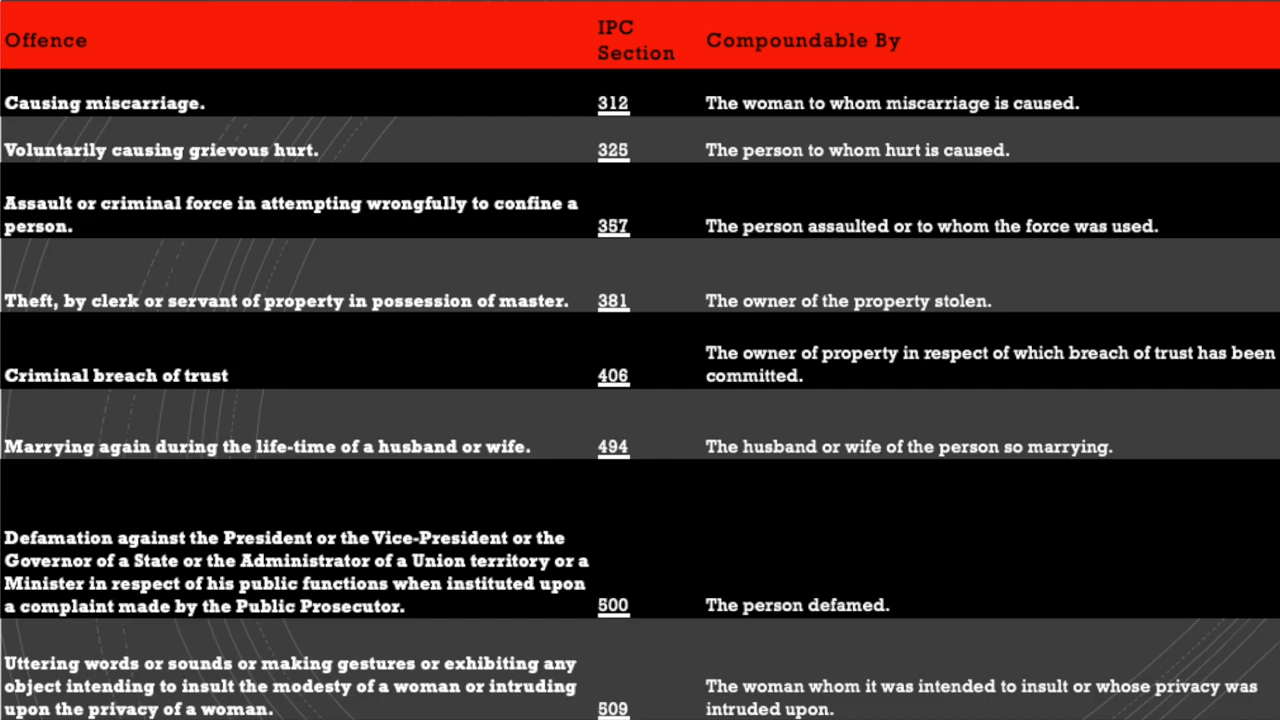 Offence
IPC
Section
Compoundable By
Causing miscarriage.
312
The woman to whom miscarriage is caused.
Voluntarily causing grievous hurt.
325
The person to whom hurt is caused.
Assault or criminal force in attempting wrongfully to confine a
person.
357
The person assaulted or to whom the force was used.
Theft, by clerk or servant of property in possession of master.
381
The owner of the property stolen.
Criminal breach of trust
406
The owner of property in respect of which breach of trust has been
committed.
Marrying again during the life-time of a husband or wife.
494
The husband or wife of the person so marrying.
Defamation against the President or the Vice-President or the
Governor of a State or the Administrator of a Union territory or a
Minister in respect of his public functions when instituted upon
a complaint made by the Public Prosecutor.
500
The person defamed.
Uttering words or sounds or making gestures or exhibiting any
object intending to insult the modesty of a woman or intruding
upon the privacy of a woman.
509
The woman whom it was intended to insult or whose privacy was
intruded upon.